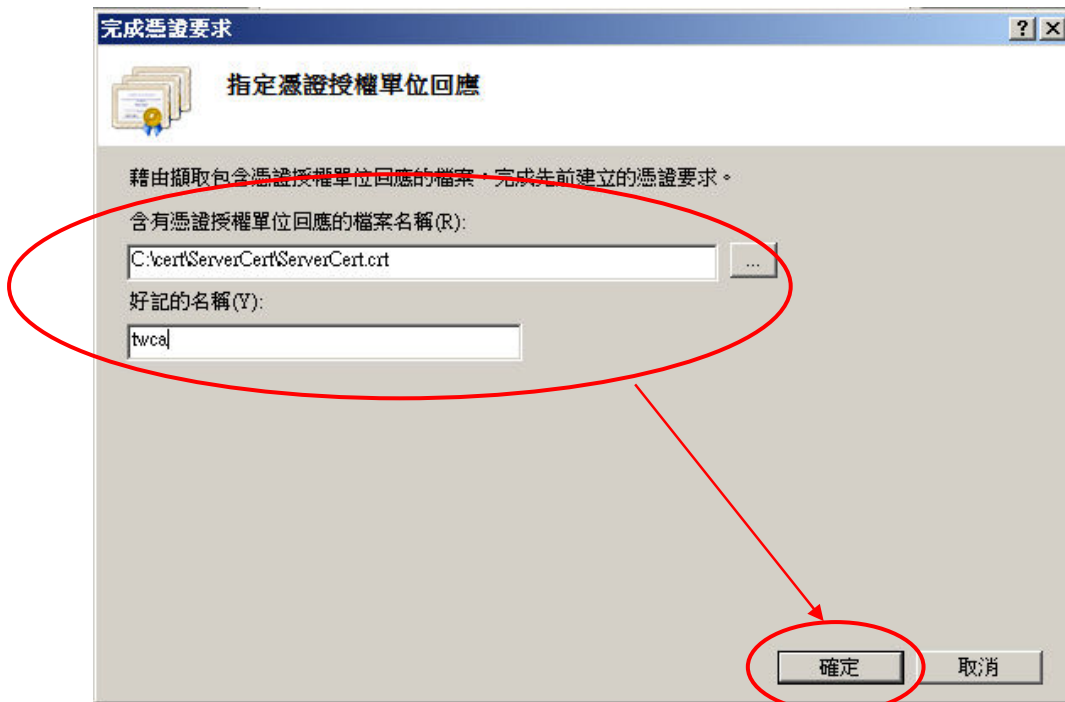 完成憑證要求
指定憑證授權單位回應
藉由擷取包含憑證授權單位回應的檔案，完成先前建立的憑證要求。
含有憑證授權單位回應的檔案名稱(R):
C:\cert\ServerCert\ServerCert.crt
...
好記的名稱(Y):
twca
確定
取消